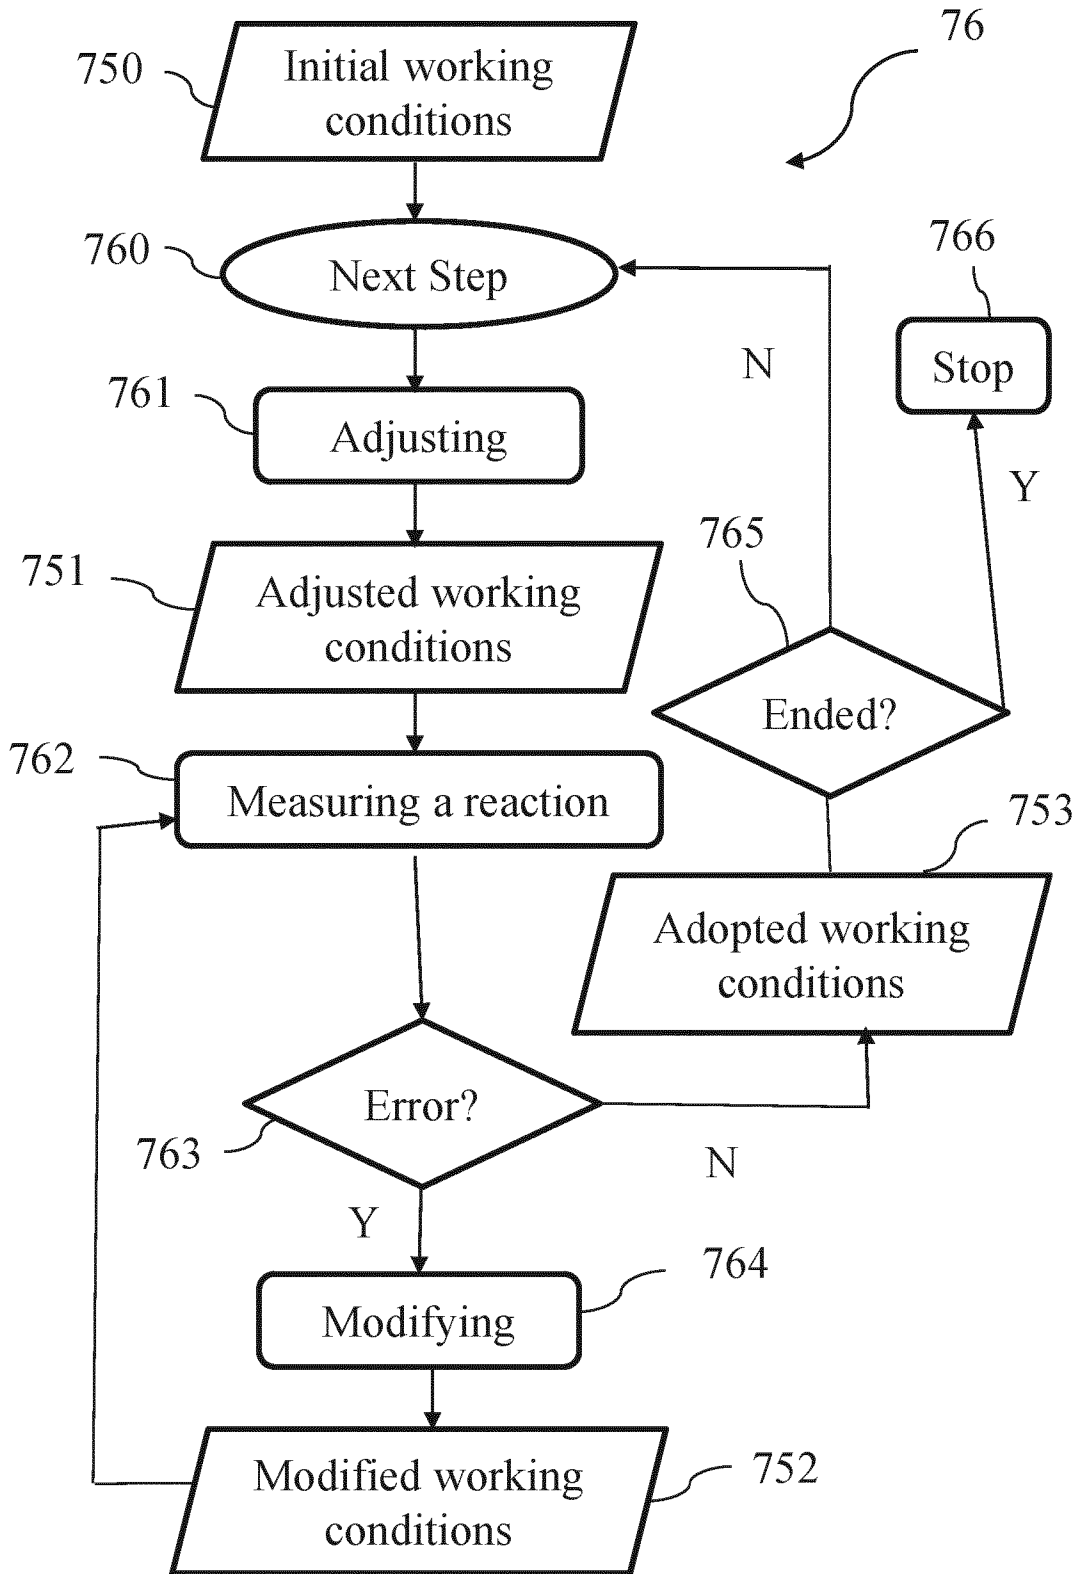 76
750
Initial working
conditions
760
Next Step
766
Stop
N
761
Adjusting
Y
765
751
Adjusted working
conditions
Ended?
762
Measuring a reaction
753
Adopted working
conditions
Error?
763
N
Y
764
Modifying
Modified working
conditions
752